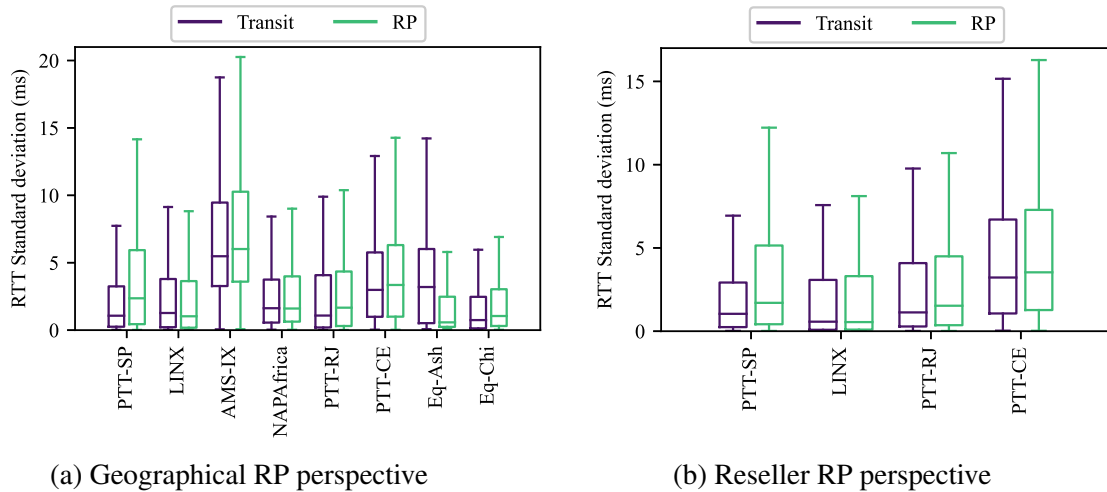 Transit RP
RTT Standard deviation (ms)
20
15
10
5
0
PTT-SP
LINX
AMS-IX
NAPAfrica
PTT-RJ
PTT-CE
Eq-Ash
Eq-Chi
(a) Geographical RP perspective
Transit RP
RTT Standard deviation (ms)
15
10
5
0
PTT-SP
LINX
PTT-RJ
PTT-CE
(b) Reseller RP perspective